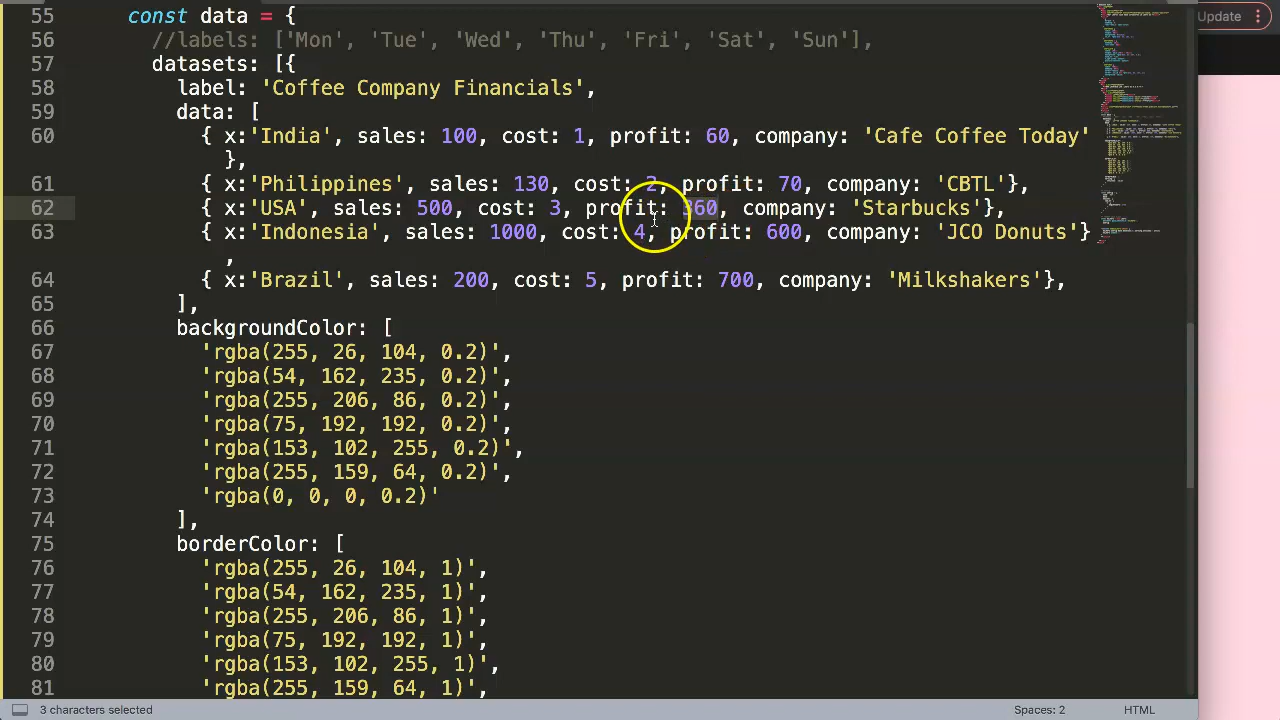 Update
55 const data = {
56 //labels: ['Mon', 'Tue', 'Wed', 'Thu', 'Fri', 'Sat', 'Sun'],
57 datasets: [{
58 label: 'Coffee Company Financials',
59 data: [
60 { x:'India', sales: 100, cost: 1, profit: 60, company: 'Cafe Coffee Today'
},
61 { x:'Philippines', sales: 130, cost: 2, profit: 70, company: 'CBTL'},
62 { x:'USA', sales: 500, cost: 3, profit: 360, company: 'Starbucks'},
63 { x:'Indonesia',sales: 1000, cost: 4, profit: 600, company: 'JCO Donuts'}
,
64 { x:'Brazil', sales: 200, cost: 5, profit: 700, company: 'Milkshakers'},
65 ],
66 backgroundColor: [
67 'rgba(255, 26, 104, 0.2)',
68 'rgba(54, 162, 235, 0.2)',
69 'rgba(255, 206, 86, 0.2)',
70 'rgba(75, 192, 192, 0.2)',
71 'rgba(153, 102, 255, 0.2)',
72 'rgba(255, 159, 64, 0.2)',
73 'rgba(0, 0, 0, 0.2)'
74 ],
75 borderColor: [
76 'rgba(255, 26, 104, 1)',
77 'rgba(54, 162, 235, 1)',
78 'rgba(255, 206, 86, 1)',
79 'rgba(75, 192, 192, 1)',
80 'rgba(153, 102, 255, 1)',
81 'rgba(255, 159, 64, 1)',
3 characters selected Spaces: 2 HTML